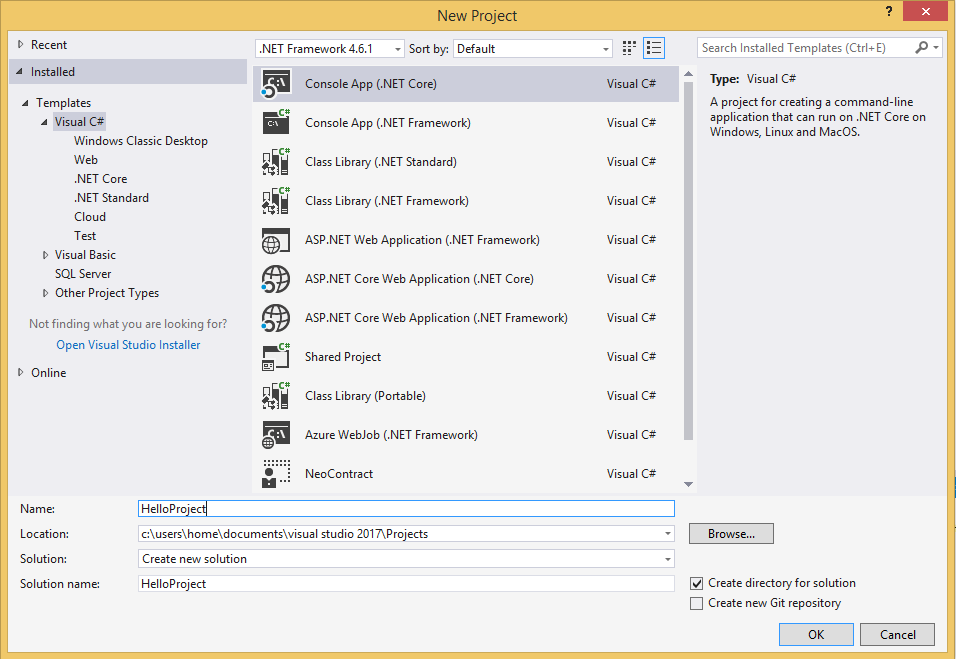 New Project
?
Recent
Installed
Templates
Visual C#
Windows Classic Desktop
Web
.NET Core
.NET Standard
Cloud
Test
Visual Basic
SQL Server
Other Project Types
Not finding what you are looking for?
Open Visual Studio Installer
Online
.NET Framework 4.6.1 Sort by: Default
Console App (.NET Core) Visual C#
Console App (.NET Framework) Visual C#
Class Library (.NET Standard) Visual C#
Class Library (.NET Framework) Visual C#
ASP.NET Web Application (.NET Framework) Visual C#
ASP.NET Core Web Application (.NET Core) Visual C#
ASP.NET Core Web Application (.NET Framework) Visual C#
Shared Project Visual C#
Class Library (Portable) Visual C#
Azure WebJob (.NET Framework) Visual C#
NeoContract Visual C#
Search Installed Templates (Ctrl+E)
Type: Visual C#
A project for creating a command-line
application that can run on .NET Core on
Windows, Linux and MacOS.
Name: HelloProject
Location: c:\users\home\documents\visual studio 2017\Projects Browse...
Solution: Create new solution
Solution name: HelloProject
Create directory for solution
Create new Git repository
OK Cancel